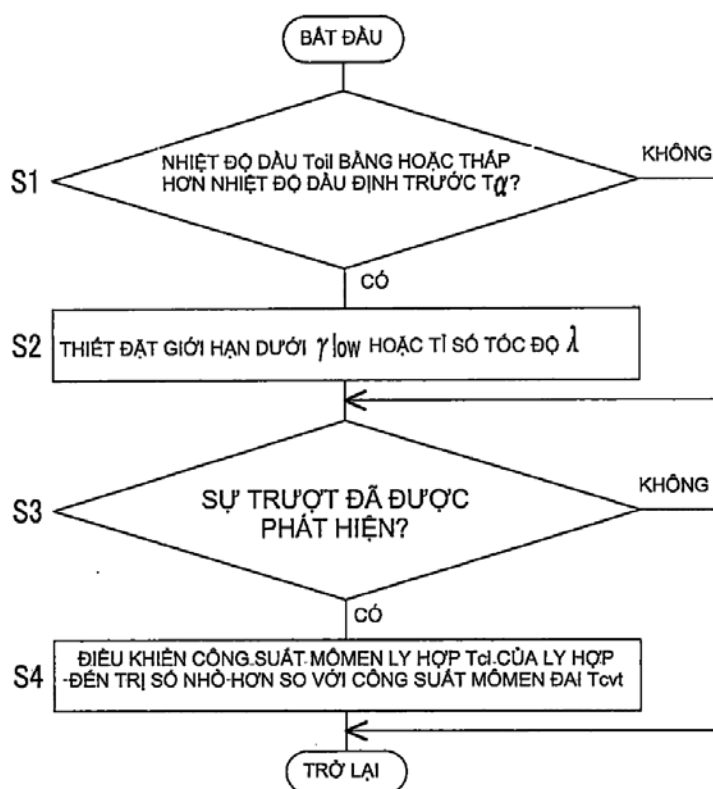 BẮT ĐẦU
S1
NHIỆT ĐỘ DẦU Toil BẰNG HOẶC THẤP
HƠN NHIỆT ĐỘ DẦU ĐỊNH TRƯỚC Tα?
KHÔNG
CÓ
S2
THIẾT ĐẶT GIỚI HẠN DƯỚI γlow HOẶC TỈ SỐ TỐC ĐỘ λ
S3
SỰ TRƯỢT ĐÃ ĐƯỢC
PHÁT HIỆN?
KHÔNG
CÓ
S4
ĐIỀU KHIỂN CÔNG SUẤT MÔMEN LY HỢP Tcl CỦA LY HỢP
ĐẾN TRỊ SỐ NHỎ HƠN SO VỚI CÔNG SUẤT MÔMEN ĐAI Tcvt
TRỞ LẠI